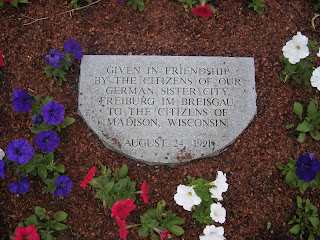 GIVEN IN FRIENDSHIP
BY THE CITIZENS OF OUR
GERMAN SISTER CITY,
FREIBURG IM BREISGAU,
TO THE CITIZENS OF
MADISON, WISCONSIN.
AUGUST 24, 1991